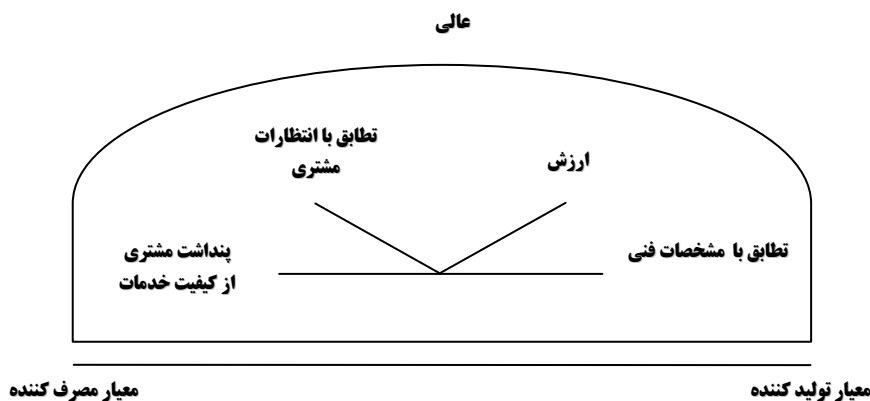 عالی
تطابق با انتظارات
مشتری
ارزش
تطابق با مشخصات فنی
پنداشت مشتری
از کیفیت خدمات
معیار تولید کننده
معیار مصرف کننده